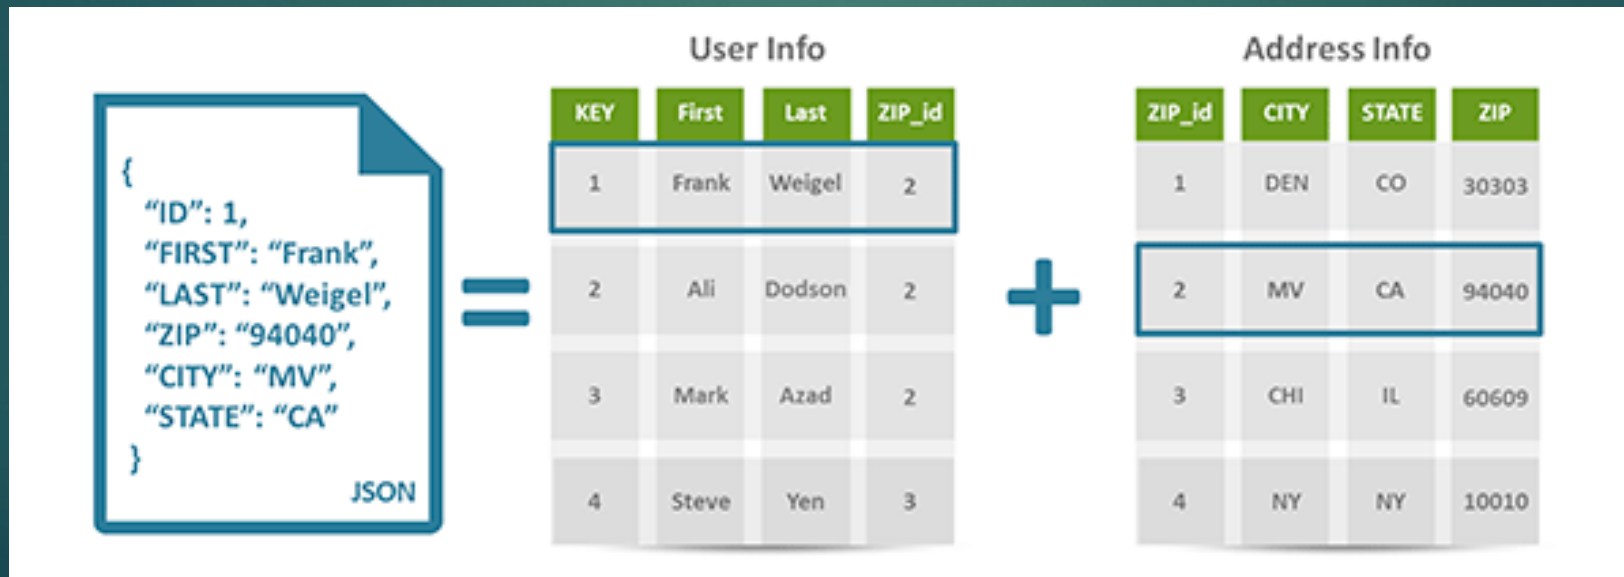 {
“ID”: 1,
“FIRST”: “Frank”,
“LAST”: “Weigel”,
“ZIP”: “94040”,
“CITY”: “MV”,
“STATE”: “CA”
}
JSON
=
User Info
KEY First Last ZIP_id
1 Frank Weigel 2
2 Ali Dodson 2
3 Mark Azad 2
4 Steve Yen 3
+
Address Info
ZIP_id CITY STATE ZIP
1 DEN CO 30303
2 MV CA 94040
3 CHI IL 60609
4 NY NY 10010